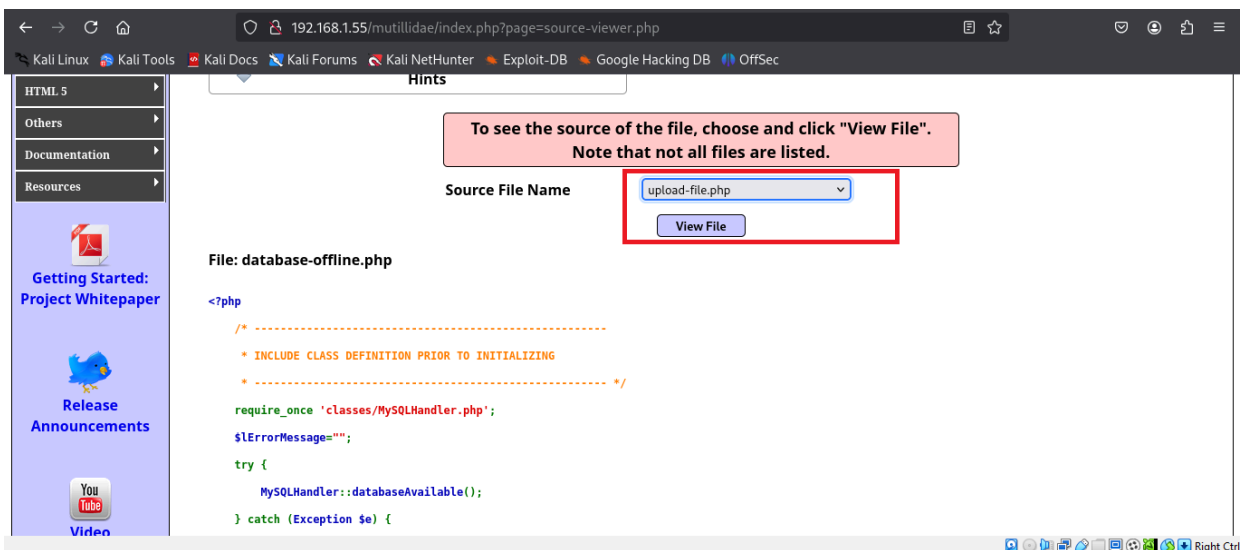 192.168.1.55/mutillidae/index.php?page=source-viewer.php
Kali Linux Kali Tools Kali Docs Kali Forums Kali NetHunter Exploit-DB Google Hacking DB OffSec
HTML 5
Others
Documentation
Resources
Getting Started:
Project Whitepaper
Release
Announcements
You
Tube
Video
Hints
To see the source of the file, choose and click "View File".
Note that not all files are listed.
Source File Name upload-file.php
View File
File: database-offline.php
<?php
/* ------------------------------------------------------
* INCLUDE CLASS DEFINITION PRIOR TO INITIALIZING
* ------------------------------------------------------ */
require_once 'classes/MySQLHandler.php';
$lErrorMessage="";
try {
MySQLHandler::databaseAvailable();
} catch (Exception $e) {
Right Ctrl